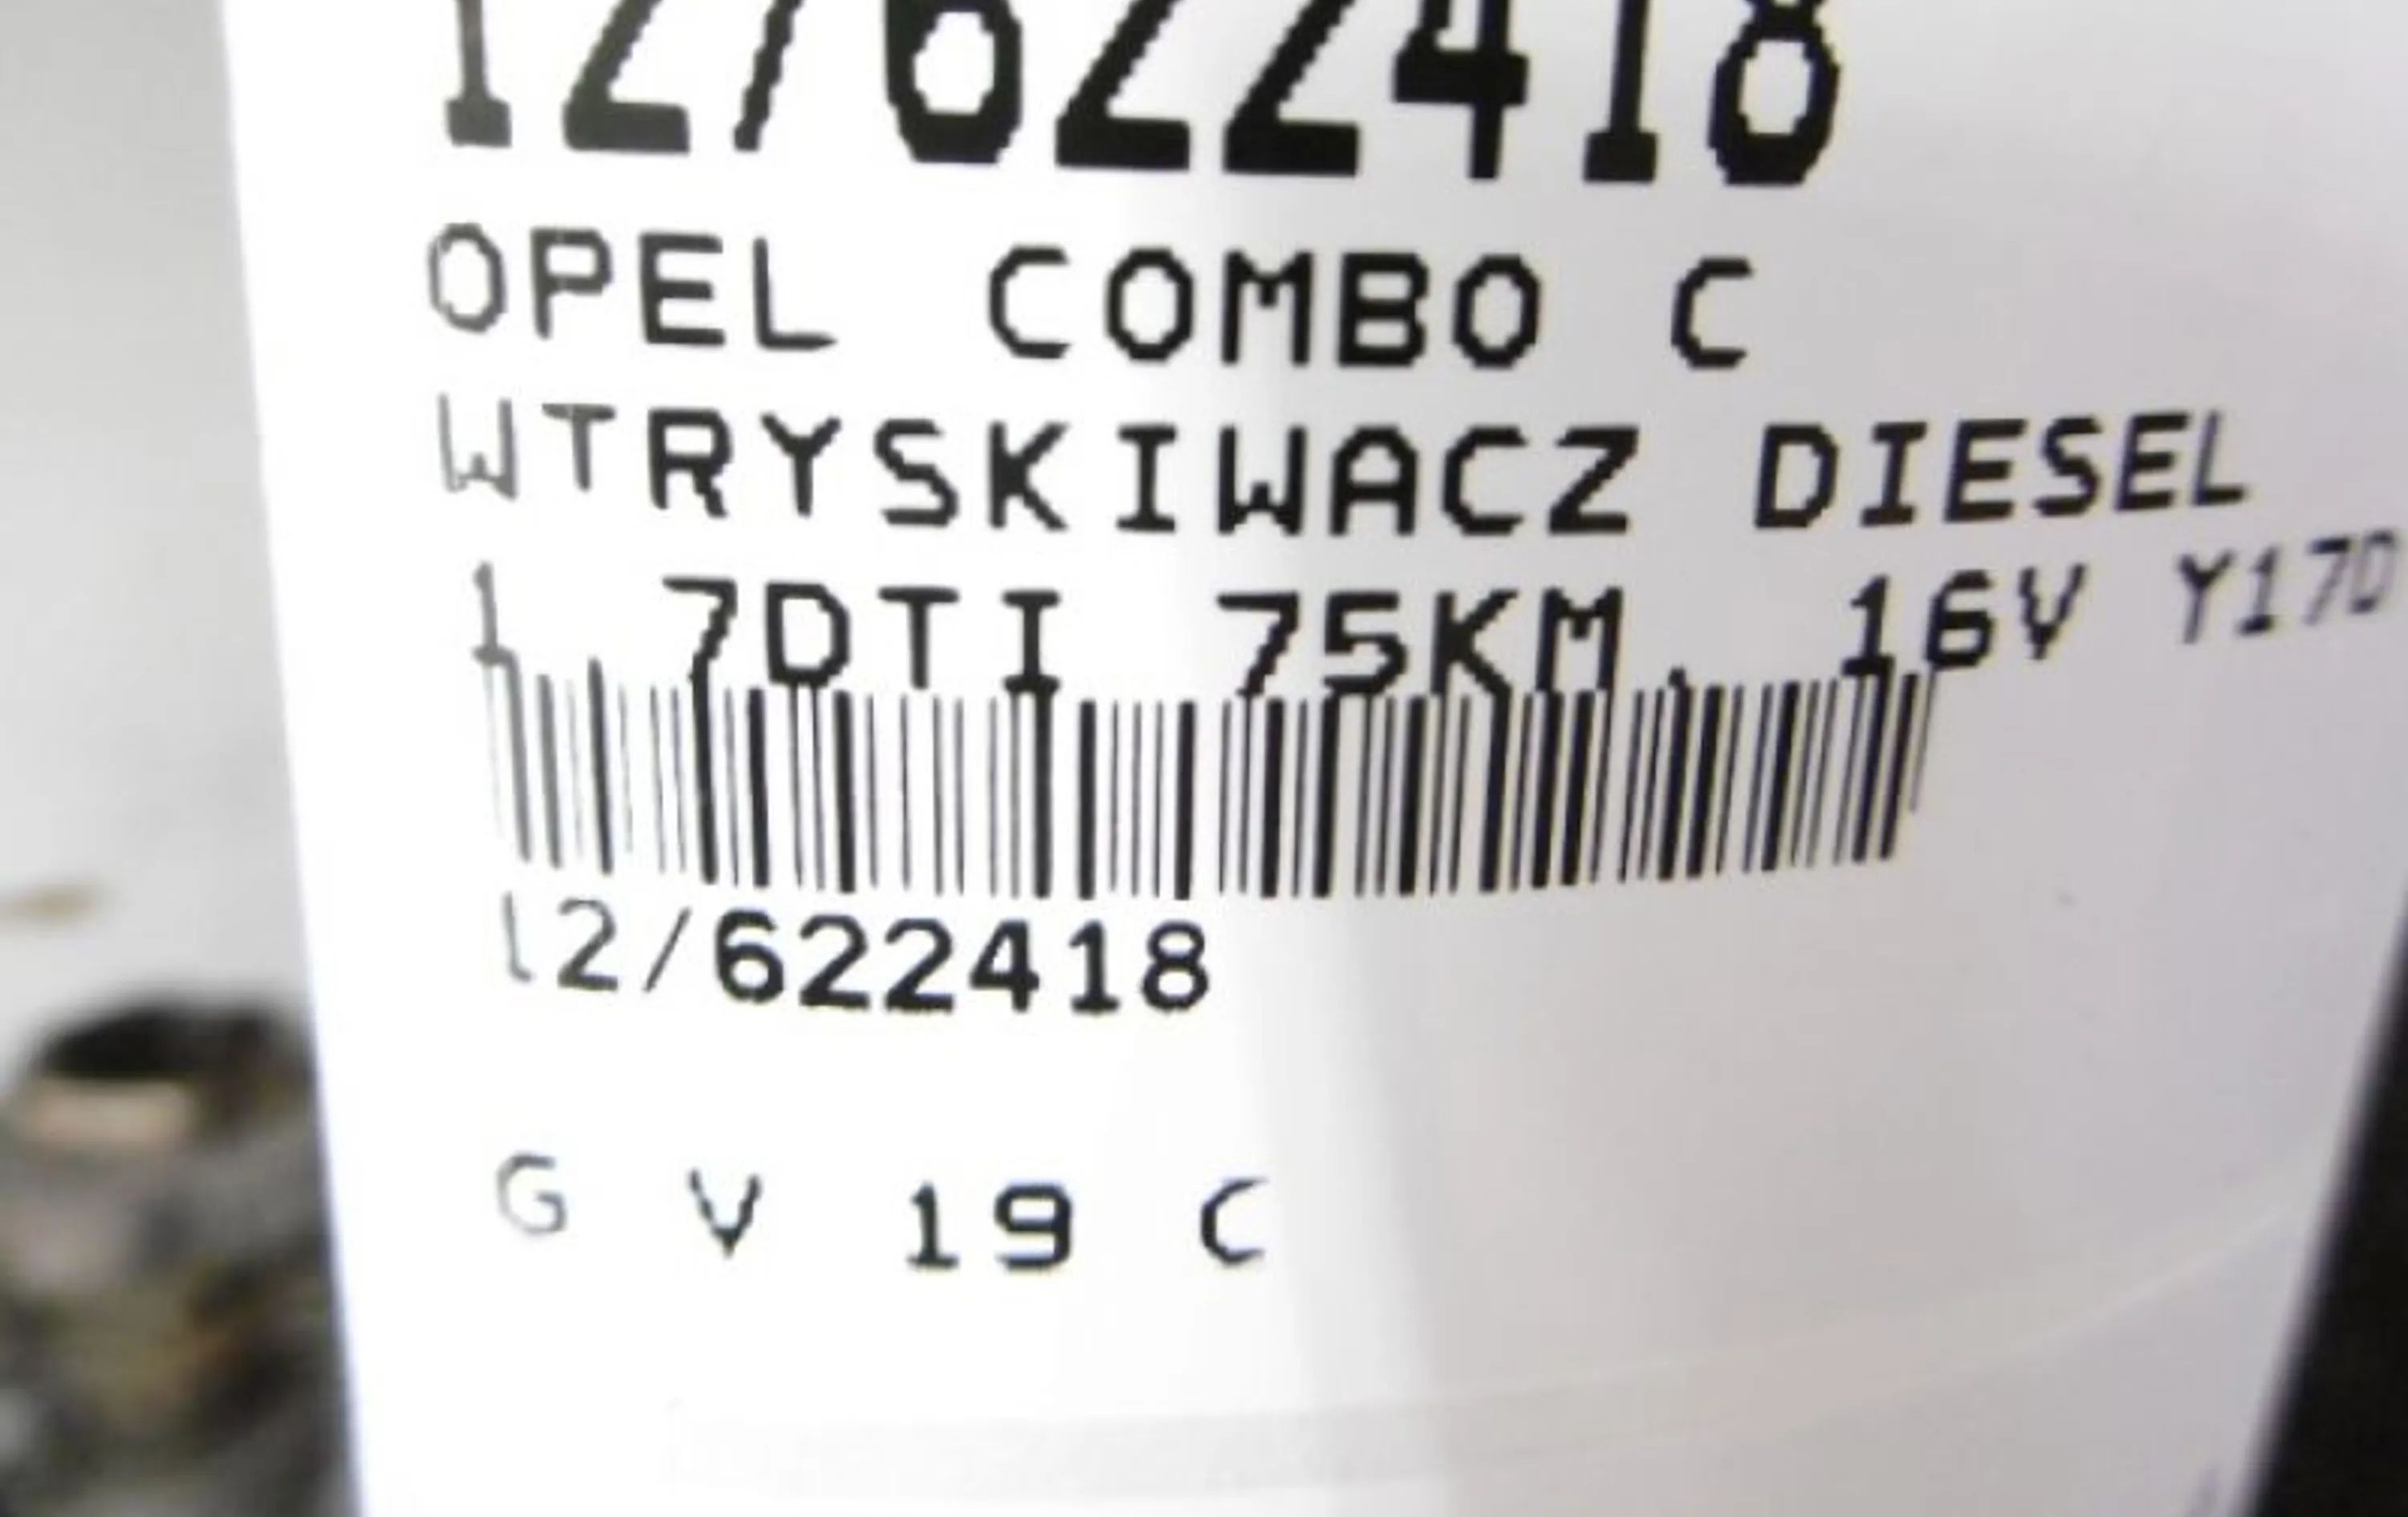 12/622418
OPEL COMBO C
WTRYSKIWACZ DIESEL
1.7DTI 75KM. 16V Y17D
12/622418
G V 19 C